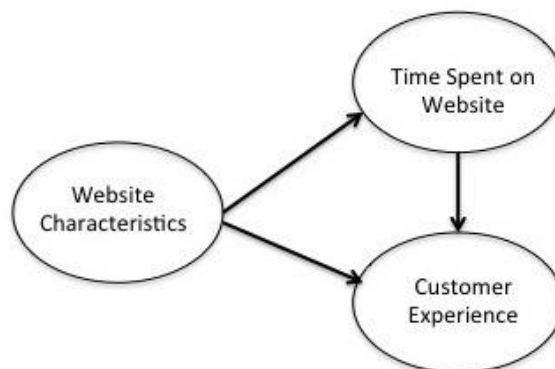 Time Spent on
Website
Website
Characteristics
Customer
Experience